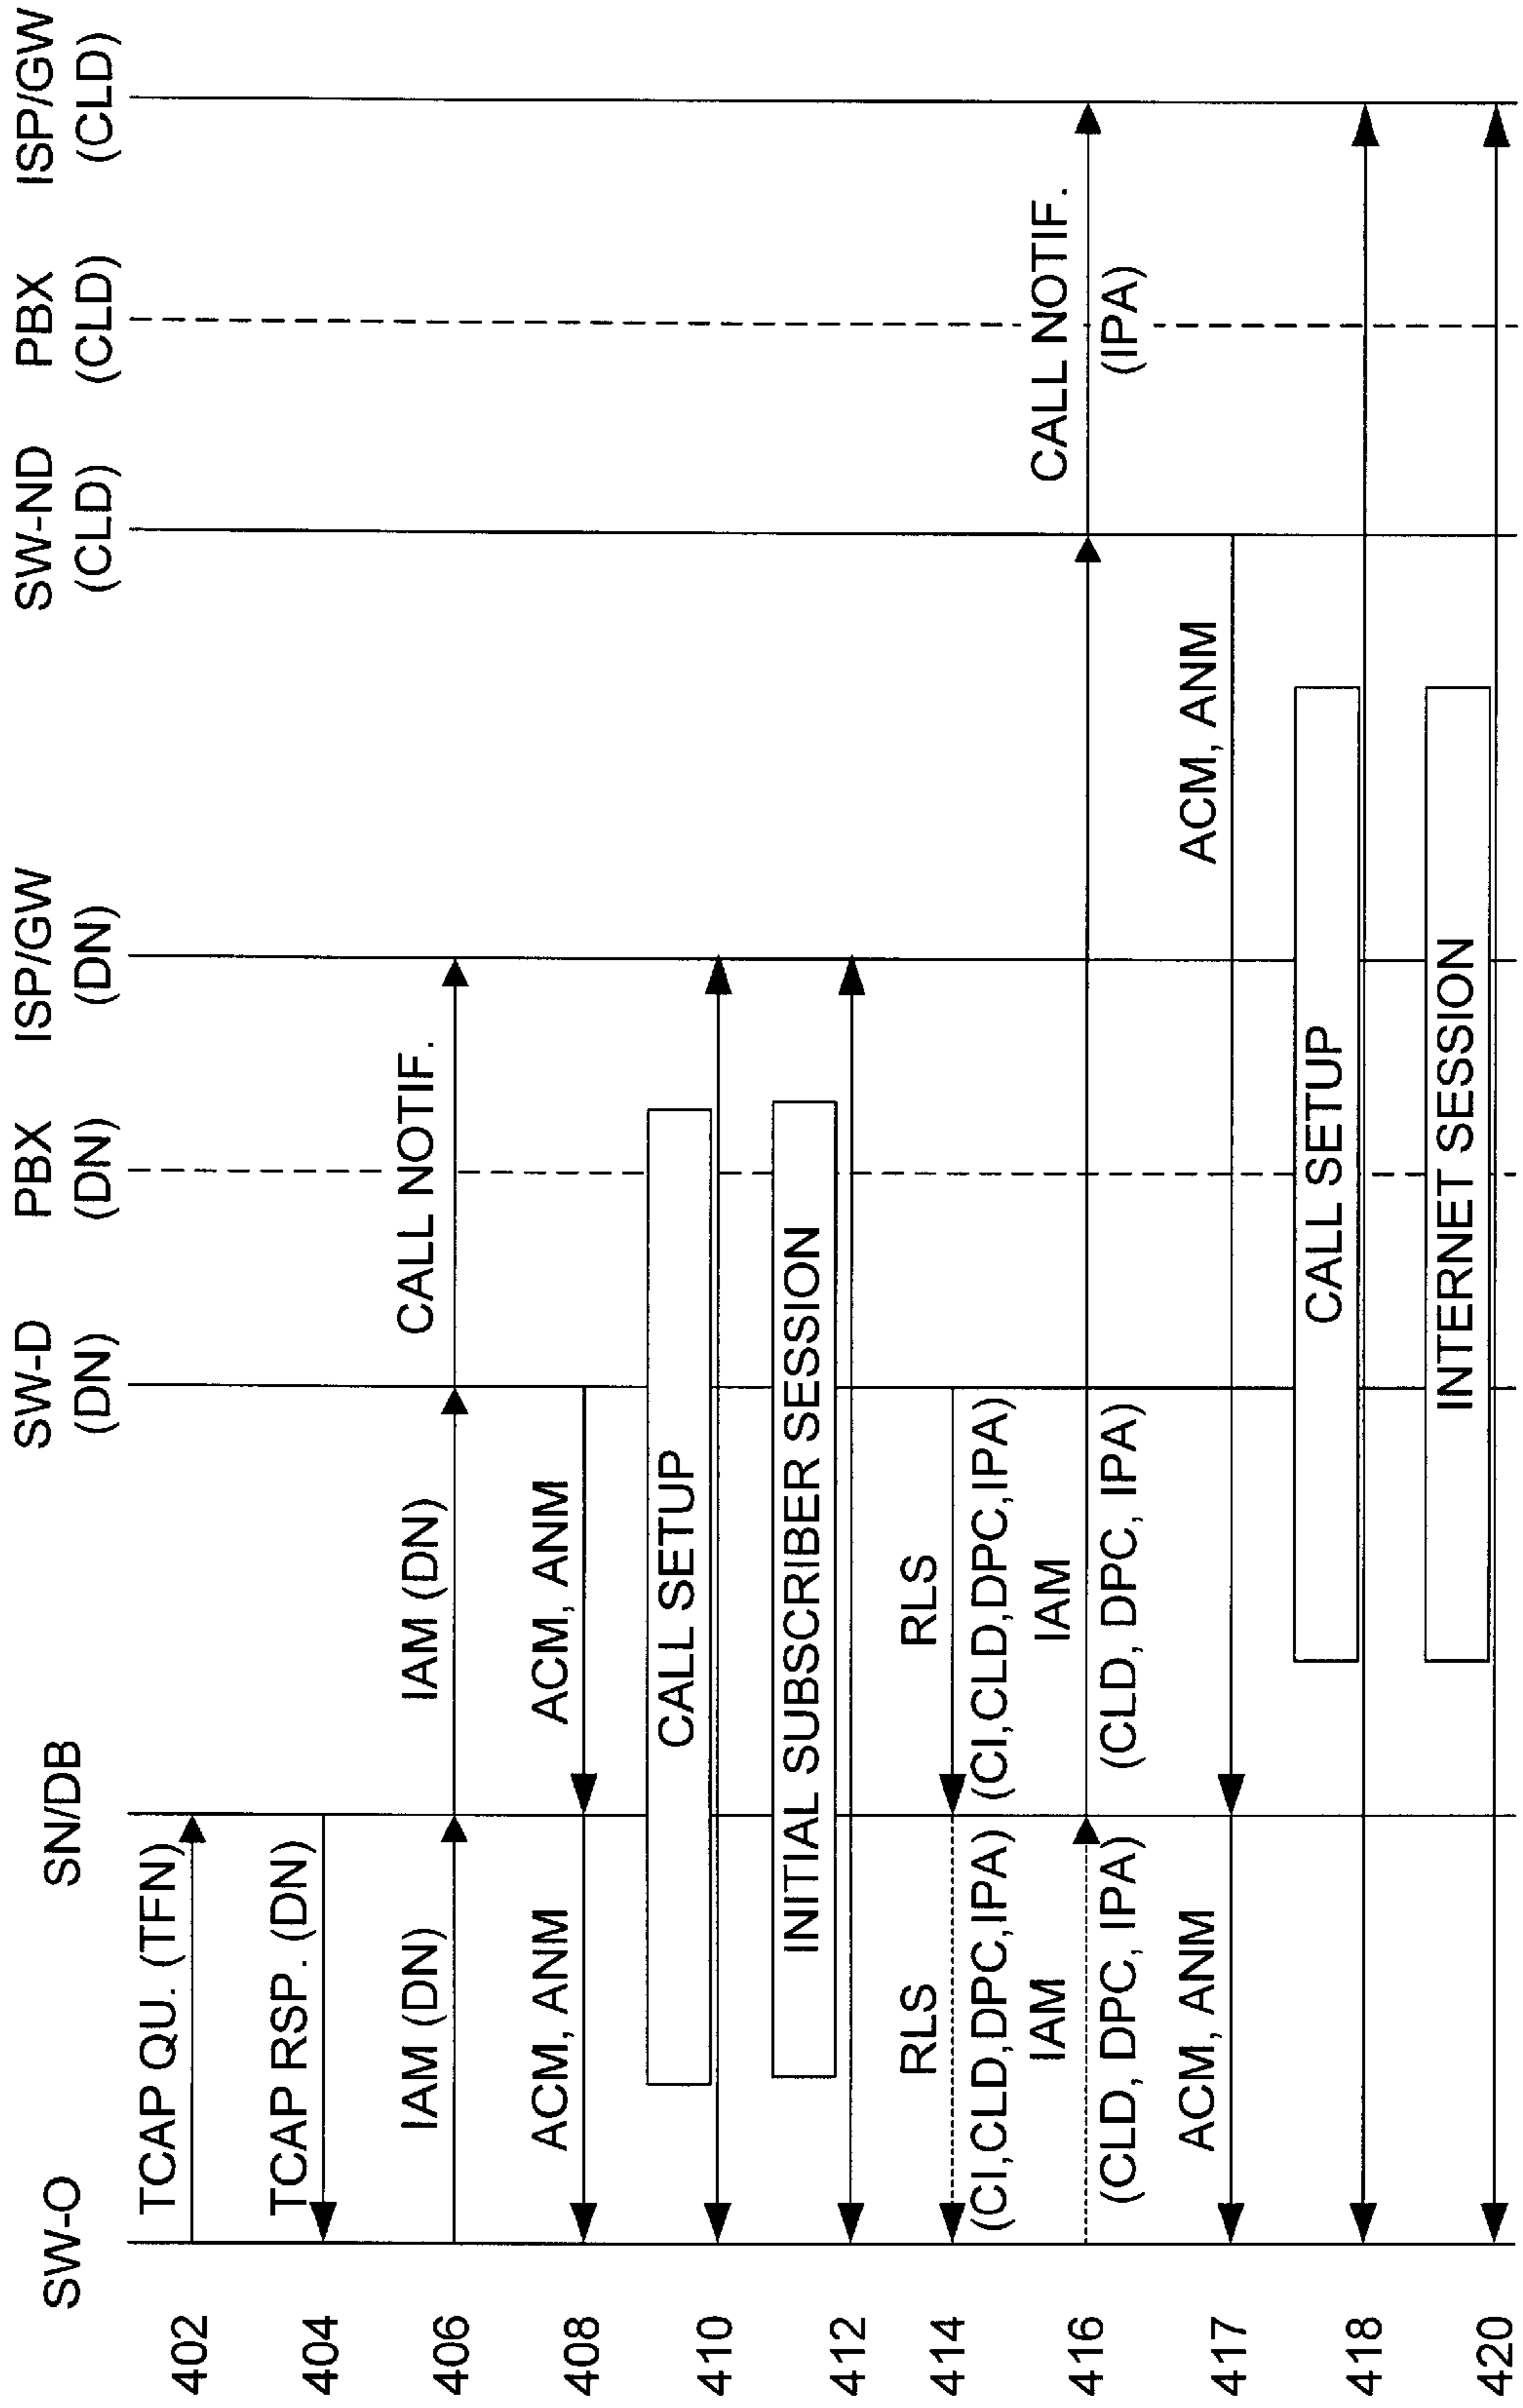 SW-O
SN/DB
SW-D
(DN)
PBX
(DN)
ISP/GW
(DN)
SW-ND
(CLD)
PBX
(CLD)
ISP/GW
(CLD)
402
TCAP QU. (TFN)
404
TCAP RSP. (DN)
406
IAM (DN)
IAM (DN)
CALL NOTIF.
408
ACM, ANM
ACM, ANM
410
CALL SETUP
412
INITIAL SUBSCRIBER SESSION
414
RLS
(CI,CLD,DPC,IPA)
RLS
(CI,CLD,DPC,IPA)
416
IAM
(CLD, DPC, IPA)
IAM
(CLD, DPC, IPA)
CALL NOTIF.
(IPA)
417
ACM, ANM
ACM, ANM
418
CALL SETUP
420
INTERNET SESSION